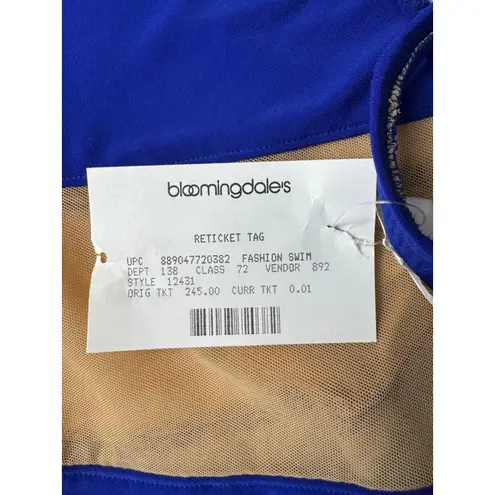 bloomingdale's
RETICKET TAG
UPC 889047720382 FASHION SWIM
DEPT 138 CLASS 72 VENDOR 892
STYLE 12431
ORIG TKT 245.00 CURR TKT 0.01